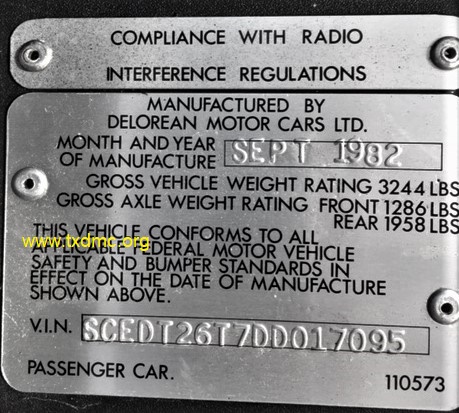 COMPLIANCE WITH RADIO
INTERFERENCE REGULATIONS
MANUFACTURED BY
DELOREAN MOTOR CARS LTD.
MONTH AND YEAR
OF MANUFACTURE SEPT 1982
GROSS VEHICLE WEIGHT RATING 3244 LBS
GROSS AXLE WEIGHT RATING FRONT 1286 LBS
REAR 1958 LBS
THIS VEHICLE CONFORMS TO ALL
www.txdmc.org
APPLICABLE FEDERAL MOTOR VEHICLE
SAFETY AND BUMPER STANDARDS IN
EFFECT ON THE DATE OF MANUFACTURE
SHOWN ABOVE.
V.I.N. SCEDT26T7DD017095
PASSENGER CAR. 110573